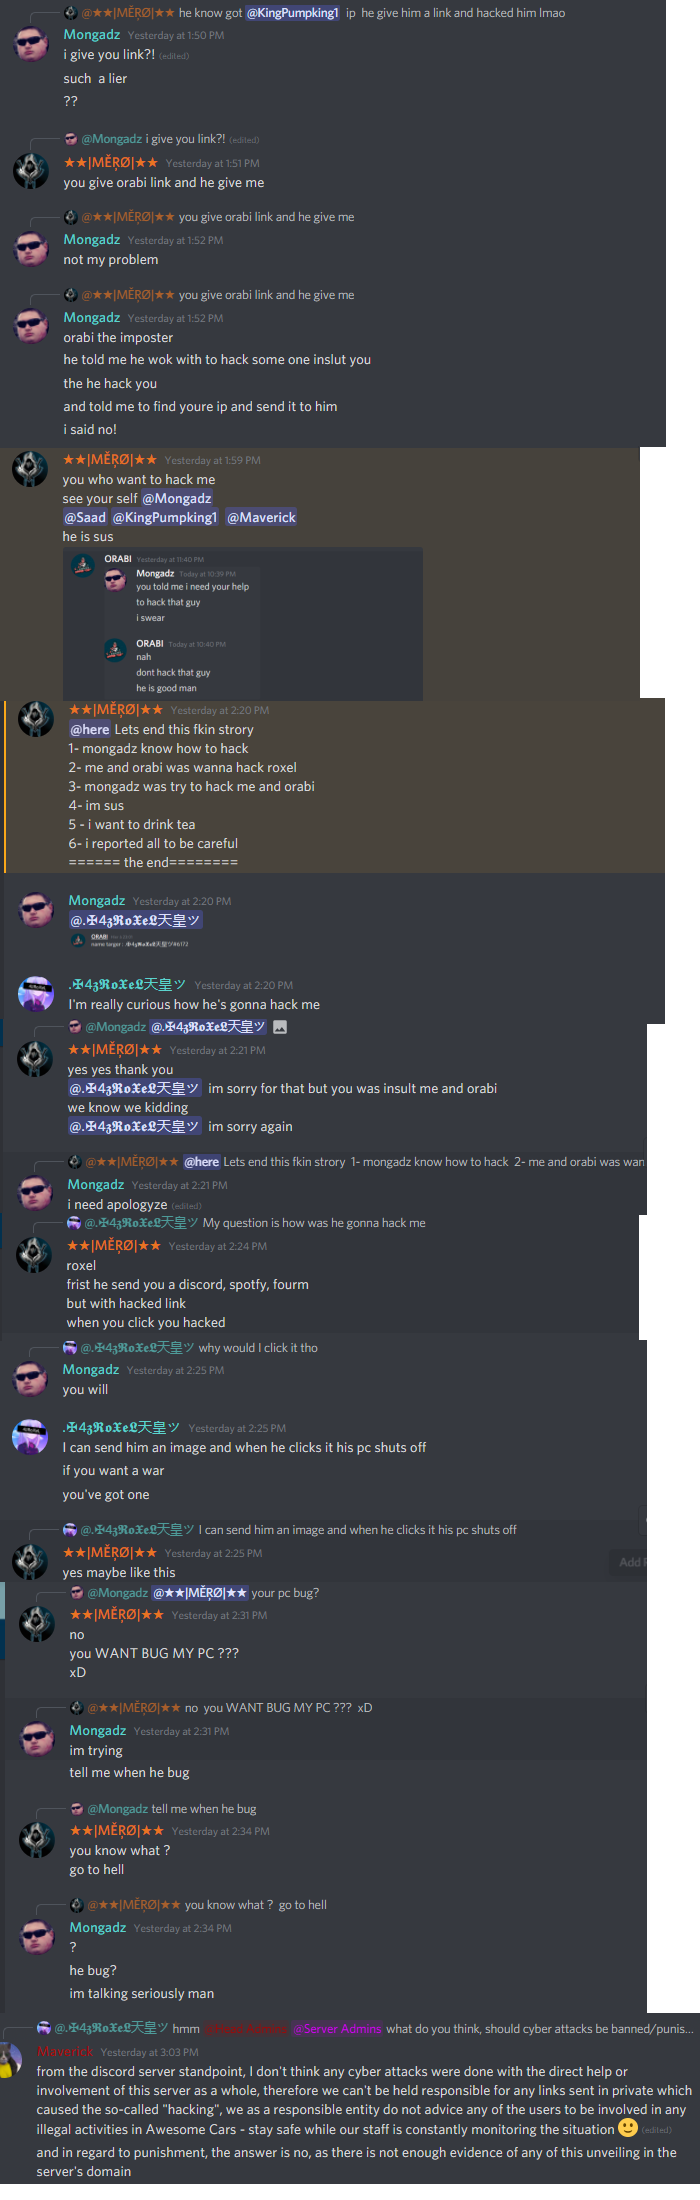 @★★|MĚŖØ|★★ he know got @KingPumpking1 ip he give him a link and hacked him lmao
Mongadz Yesterday at 1:50 PM
i give you link?! (edited)
such a lier
??
@Mongadz i give you link?! (edited)
★★|MĚŖØ|★★ Yesterday at 1:51 PM
you give orabi link and he give me
@★★|MĚŖØ|★★ you give orabi link and he give me
Mongadz Yesterday at 1:52 PM
not my problem
@★★|MĚŖØ|★★ you give orabi link and he give me
Mongadz Yesterday at 1:52 PM
orabi the imposter
he told me he wok with to hack some one inslut you
the he hack you
and told me to find youre ip and send it to him
i said no!
★★|MĚŖØ|★★ Yesterday at 1:59 PM
you who want to hack me
see your self @Mongadz
@Saad @KingPumpking1 @Maverick
he is sus
ORABI Yesterday at 11:40 PM
Mongadz Today at 10:39 PM
you told me i need your help
to hack that guy
i swear
ORABI Today at 10:40 PM
nah
dont hack that guy
he is good man
★★|MĚŖØ|★★ Yesterday at 2:20 PM
@here Lets end this fkin strory
1- mongadz know how to hack
2- me and orabi was wanna hack roxel
3- mongadz was try to hack me and orabi
4- im sus
5 - i want to drink tea
6- i reported all to be careful
====== the end========
Mongadz Yesterday at 2:20 PM
@.✠4𝖟𝕽𝖔𝖃𝖊𝕷天皇ツ
ORABI
name targer : .✠4𝖟𝕽𝖔𝖃𝖊𝕷天皇ツ#6172
.✠4𝖟𝕽𝖔𝖃𝖊𝕷天皇ツ Yesterday at 2:20 PM
I'm really curious how he's gonna hack me
@Mongadz @.✠4𝖟𝕽𝖔𝖃𝖊𝕷天皇ツ
★★|MĚŖØ|★★ Yesterday at 2:21 PM
yes yes thank you
@.✠4𝖟𝕽𝖔𝖃𝖊𝕷天皇ツ im sorry for that but you was insult me and orabi
we know we kidding
@.✠4𝖟𝕽𝖔𝖃𝖊𝕷天皇ツ im sorry again
@★★|MĚŖØ|★★ @here Lets end this fkin strory 1- mongadz know how to hack 2- me and orabi was wan
Mongadz Yesterday at 2:21 PM
i need apologyze (edited)
@.✠4𝖟𝕽𝖔𝖃𝖊𝕷天皇ツ My question is how was he gonna hack me
★★|MĚŖØ|★★ Yesterday at 2:24 PM
roxel
frist he send you a discord, spotfy, fourm
but with hacked link
when you click you hacked
@.✠4𝖟𝕽𝖔𝖃𝖊𝕷天皇ツ why would I click it tho
Mongadz Yesterday at 2:25 PM
you will
.✠4𝖟𝕽𝖔𝖃𝖊𝕷天皇ツ Yesterday at 2:25 PM
I can send him an image and when he clicks it his pc shuts off
if you want a war
you've got one
@.✠4𝖟𝕽𝖔𝖃𝖊𝕷天皇ツ I can send him an image and when he clicks it his pc shuts off
★★|MĚŖØ|★★ Yesterday at 2:25 PM
Add
yes maybe like this
@Mongadz @★★|MĚŖØ|★★ your pc bug?
★★|MĚŖØ|★★ Yesterday at 2:31 PM
no
you WANT BUG MY PC ???
xD
@★★|MĚŖØ|★★ no you WANT BUG MY PC ??? xD
Mongadz Yesterday at 2:31 PM
im trying
tell me when he bug
@Mongadz tell me when he bug
★★|MĚŖØ|★★ Yesterday at 2:34 PM
you know what ?
go to hell
@★★|MĚŖØ|★★ you know what ? go to hell
Mongadz Yesterday at 2:34 PM
?
he bug?
im talking seriously man
@.✠4𝖟𝕽𝖔𝖃𝖊𝕷天皇ツ hmm @Server Admins what do you think, should cyber attacks be banned/punis...
Maverick Yesterday at 3:03 PM
from the discord server standpoint, I don't think any cyber attacks were done with the direct help or
involvement of this server as a whole, therefore we can't be held responsible for any links sent in private which
caused the so-called "hacking", we as a responsible entity do not advice any of the users to be involved in any
illegal activities in Awesome Cars - stay safe while our staff is constantly monitoring the situation 🙂 (edited)
and in regard to punishment, the answer is no, as there is not enough evidence of any of this unveiling in the
server's domain